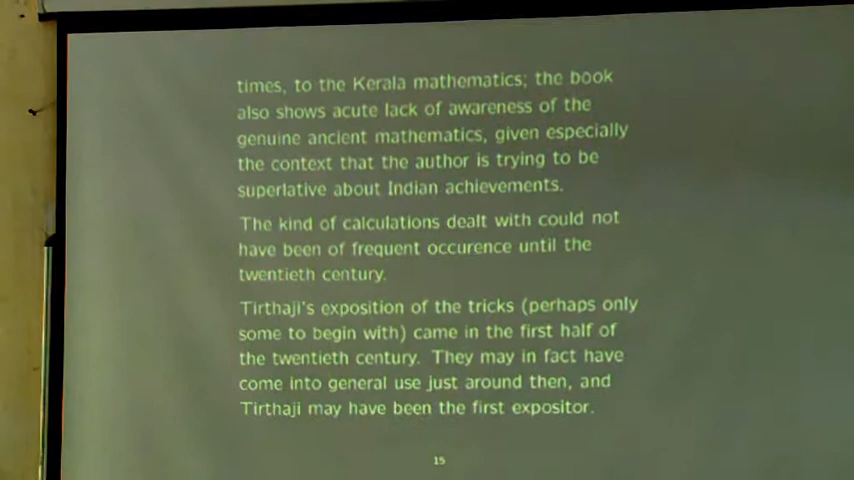 times, to the Kerala mathematics; the book
also shows acute lack of awareness of the
genuine ancient mathematics, given especially
the context that the author is trying to be
superlative about Indian achievements.
The kind of calculations dealt with could not
have been of frequent occurence until the
twentieth century.
Tirthaji's exposition of the tricks (perhaps only
some to begin with) came in the first half of
the twentieth century. They may in fact have
come into general use just around then, and
Tirthaji may have been the first expositor.
15